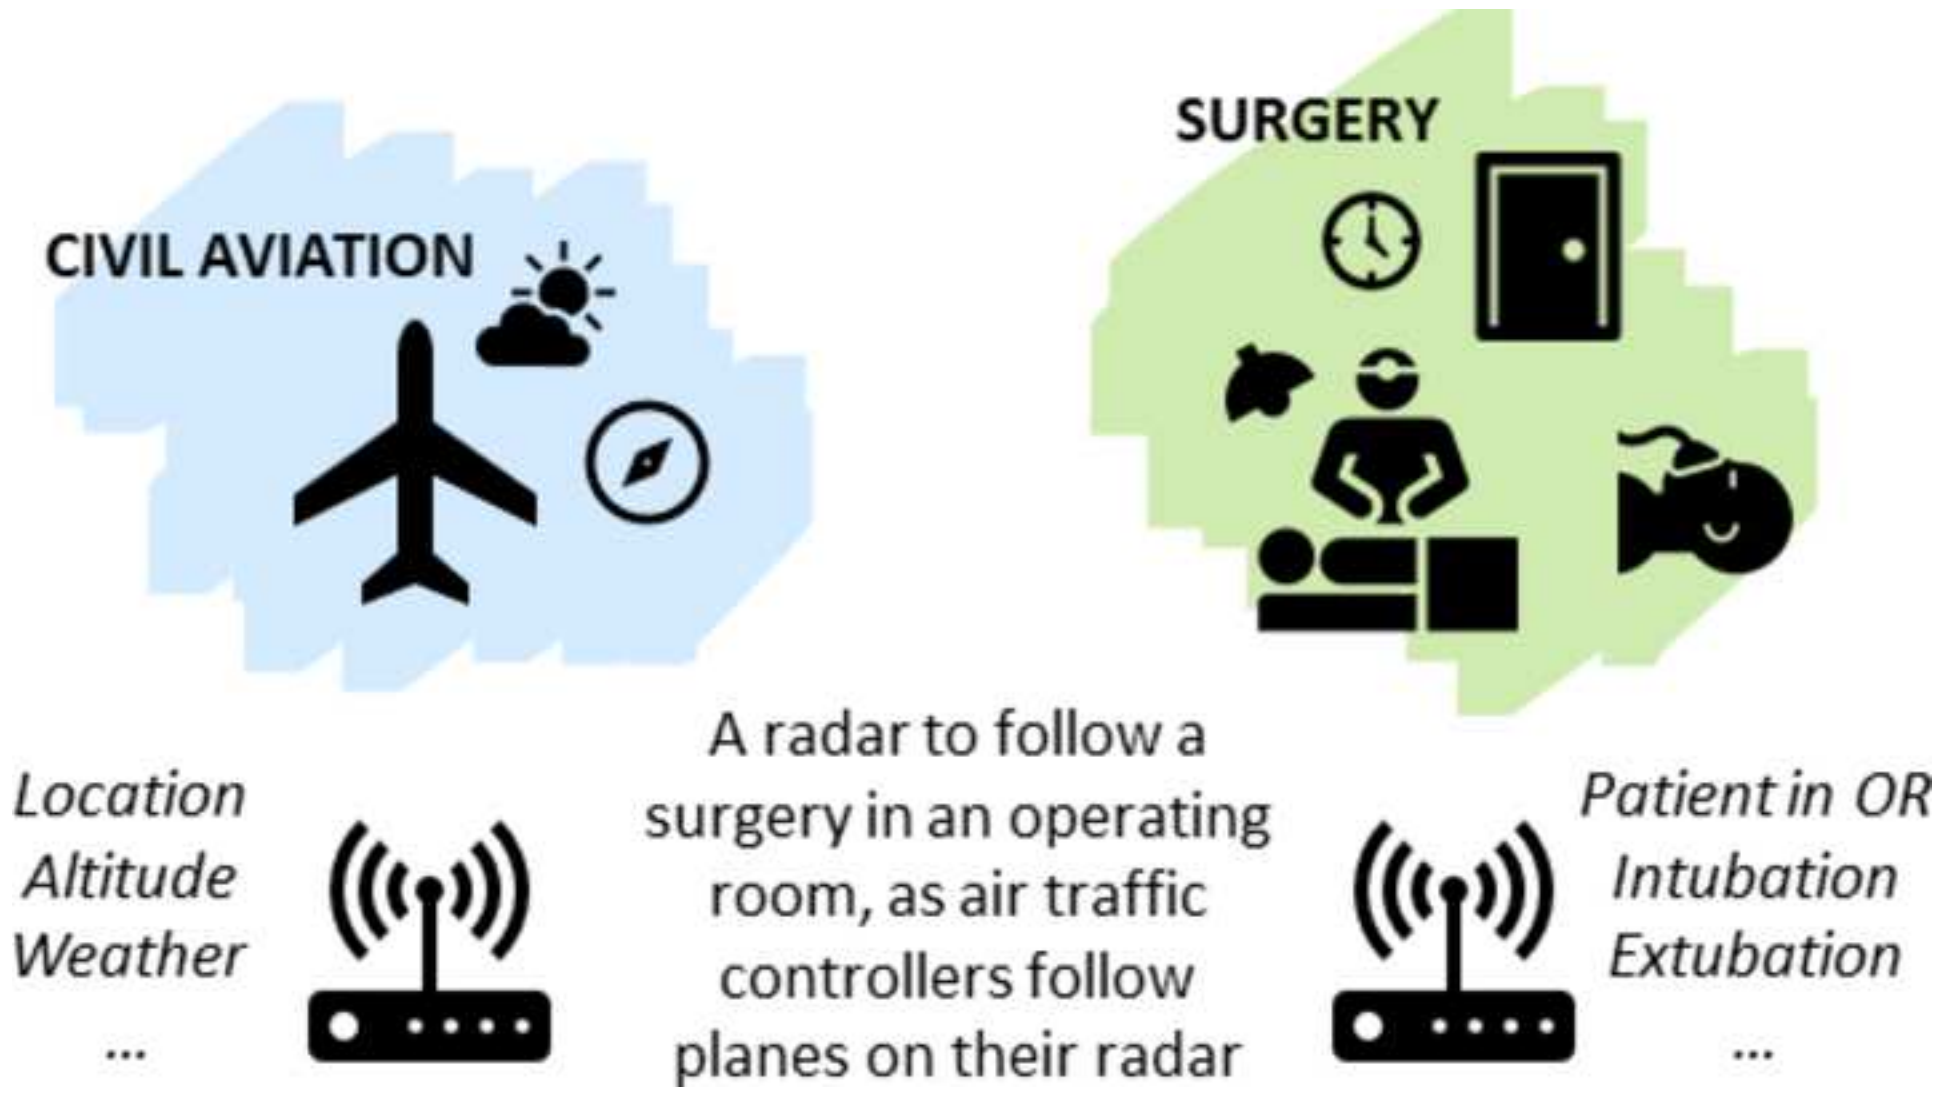 CIVIL AVIATION
SURGERY
Location
Altitude
Weather
...
A radar to follow a
surgery in an operating
room, as air traffic
controllers follow
planes on their radar
Patient in OR
Intubation
Extubation
...